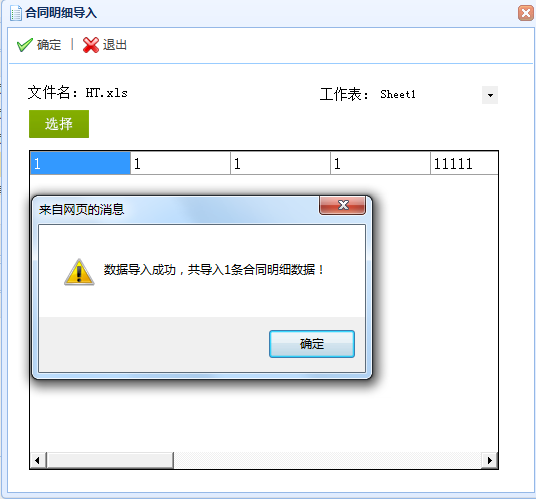 合同明细导入
确定 退出
文件名：HT.xls 工作表： Sheet1
选择
1 1 1 1 11111
来自网页的消息
数据导入成功，共导入1条合同明细数据！
确定